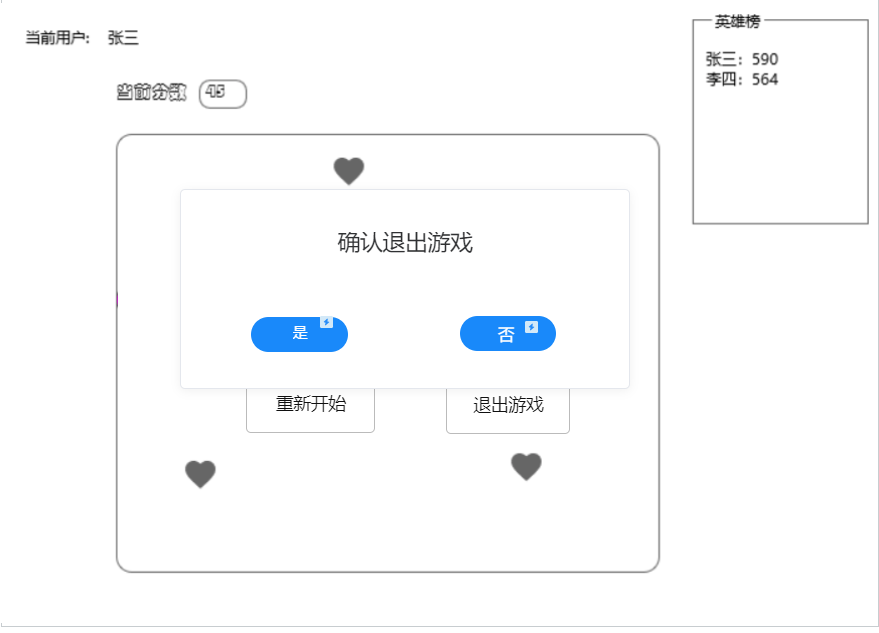 当前用户: 张三
英雄榜
张三: 590
李四: 564
当前分数 45
确认退出游戏
是 否
重新开始 退出游戏